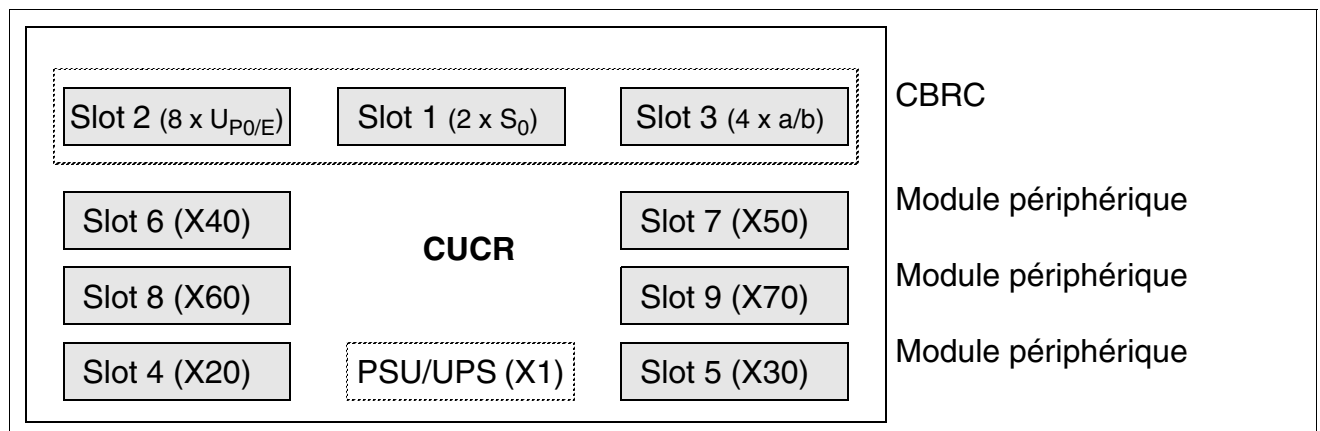 Slot 2 (8 x UP0/E) Slot 1 (2 x S0) Slot 3 (4 x a/b) CBRC
Slot 6 (X40) Slot 7 (X50) Module périphérique
CUCR
Slot 8 (X60) Slot 9 (X70) Module périphérique
Slot 4 (X20) PSU/UPS (X1) Slot 5 (X30) Module périphérique